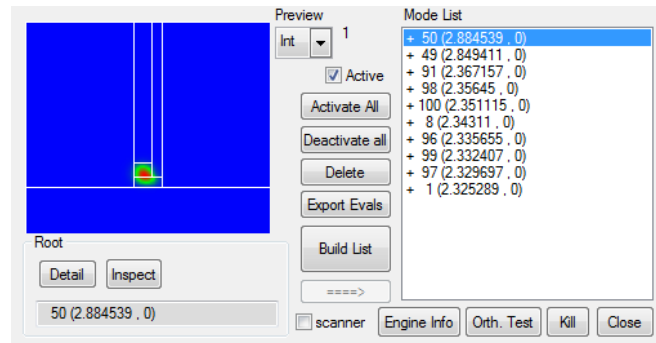 Preview
Mode List
Int
1
Active
Activate All
Deactivate all
Delete
Export Evals
Build List
====>
scanner
+ 50 (2.884539 , 0)
+ 49 (2.849411 , 0)
+ 91 (2.367157 , 0)
+ 98 (2.35645 , 0)
+ 100 (2.351115 , 0)
+ 8 (2.34311 , 0)
+ 96 (2.335655 , 0)
+ 99 (2.332407 , 0)
+ 97 (2.329697 , 0)
+ 1 (2.325289 , 0)
Root
Detail
Inspect
50 (2.884539 , 0)
Engine Info
Orth. Test
Kill
Close